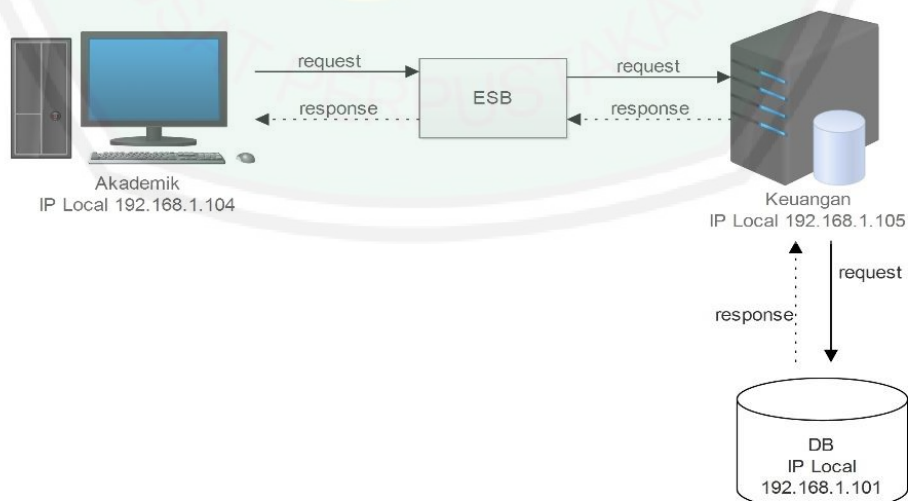 request
request
ESB
response
response
PERPUSTAKA
Akademik
IP Local 192.168.1.104
Keuangan
IP Local 192.168.1.105
request
response
DB
IP Local
192.168.1.101